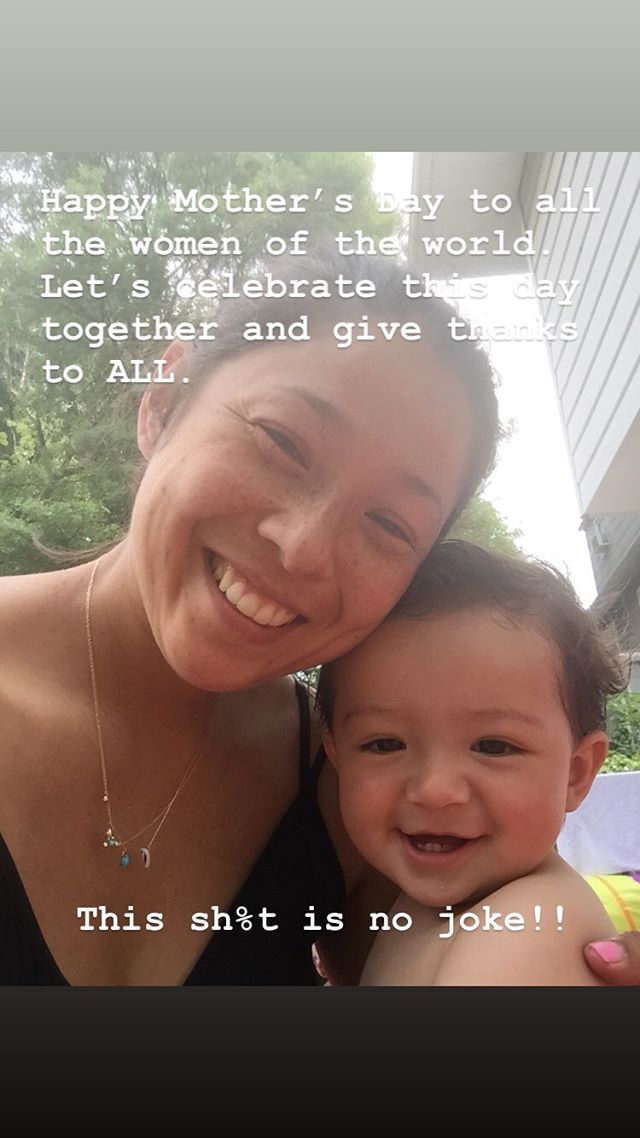 Happy Mother’s Day to all
the women of the world.
Let’s celebrate this day
together and give thanks
to ALL.
This sh%t is no joke!!